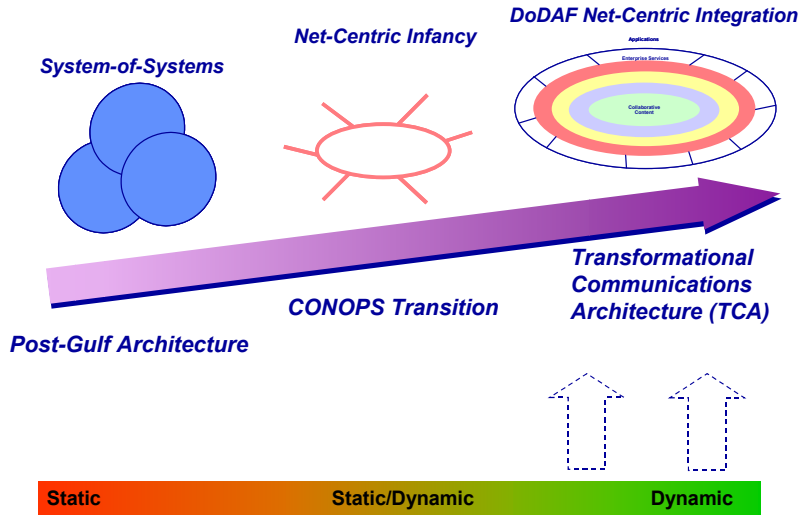 DoDAF Net-Centric Integration
Net-Centric Infancy
System-of-Systems
Applications
Enterprise Services
Collaborative
Content
Transformational
Communications
Architecture (TCA)
CONOPS Transition
Post-Gulf Architecture
Static
Static/Dynamic
Dynamic